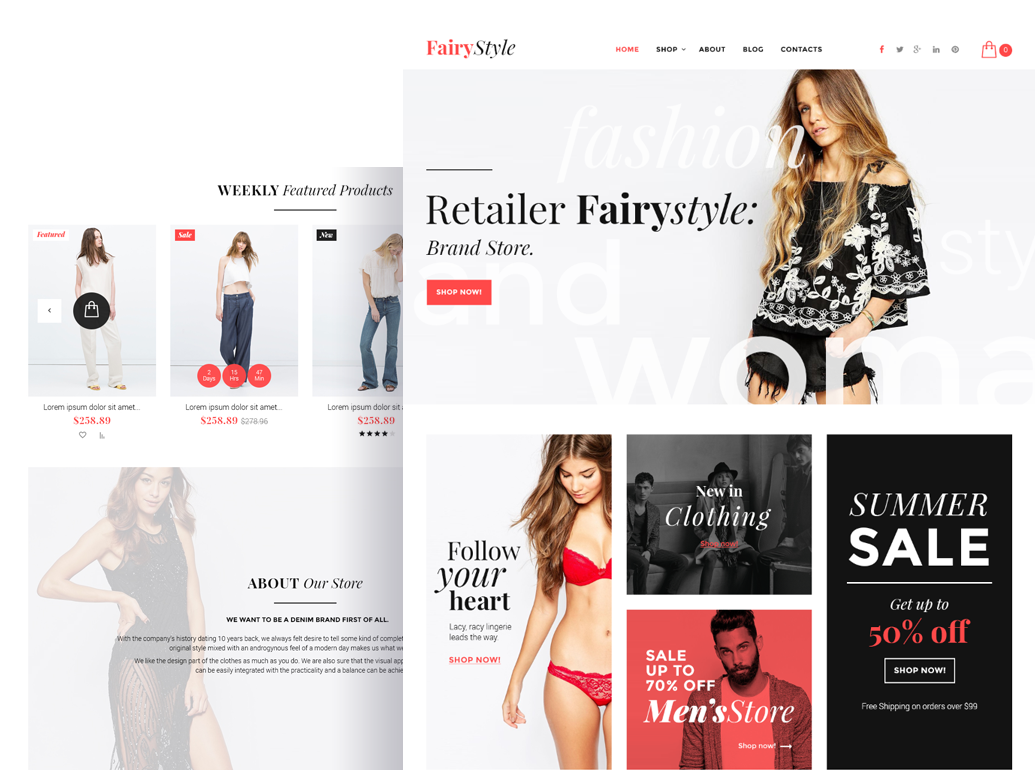 FairyStyle
HOME SHOP ABOUT BLOG CONTACTS
0
fashion
and
woma
sty
Retailer Fairystyle:
Brand Store.
SHOP NOW!
WEEKLY Featured Products
Featured
Sale
New
2 Days
15 Hrs
47 Min
Lorem ipsum dolor sit amet...
$258.89
Lorem ipsum dolor sit amet...
$258.89 $278.96
Lorem ipsum dolor sit
$258.89
ABOUT Our Store
WE WANT TO BE A DENIM BRAND FIRST OF ALL.
With the company's history dating 10 years back, we always felt desire to tell some kind of complet
original style mixed with an androgynous feel of a modern day makes us what we
We like the design part of the clothes as much as you do. We are also sure that the visual app
can be easily integrated with the practicality and a balance can be achie
Follow
your
heart
Lacy, racy lingerie
leads the way.
SHOP NOW!
New in
Clothing
Shop now!
SALE
UP TO
70% OFF
Men'sStore
Shop now!
SUMMER
SALE
Get up to
50% off
SHOP NOW!
Free Shipping on orders over $99